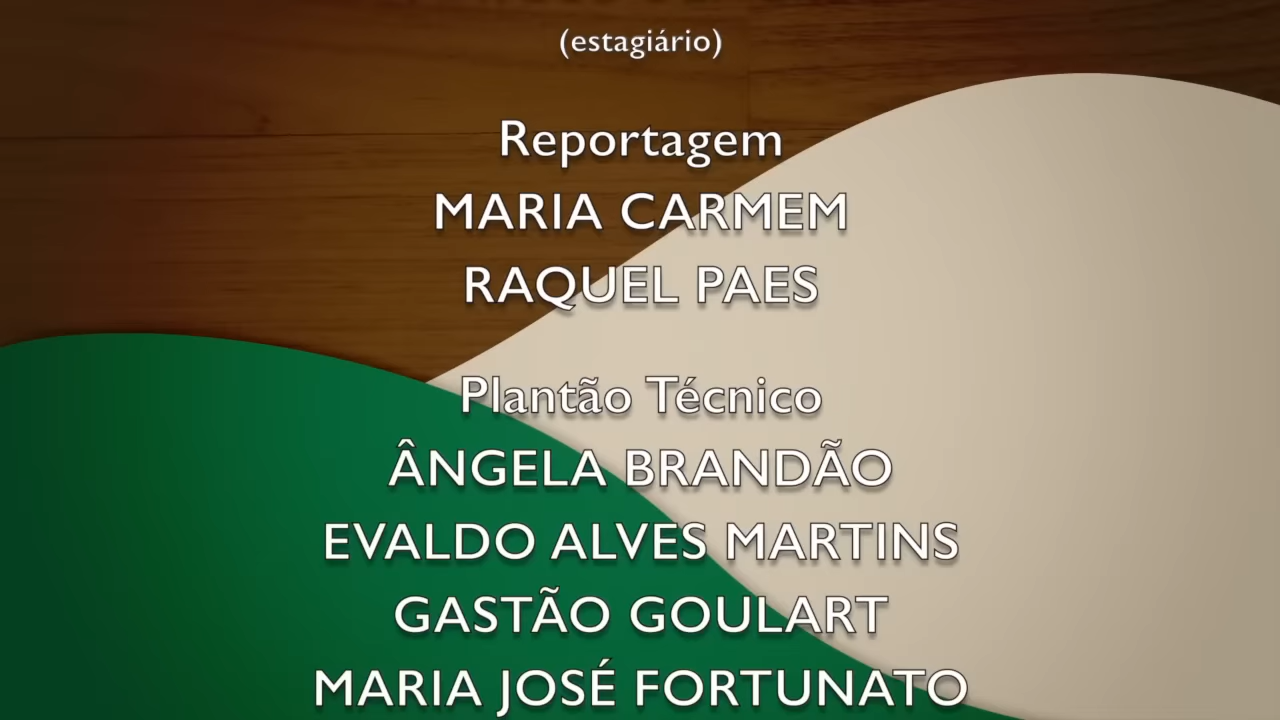 (estagiário)
Reportagem
MARIA CARMEM
RAQUEL PAES
Plantão Técnico
ÂNGELA BRANDÃO
EVALDO ALVES MARTINS
GASTÃO GOULART
MARIA JOSÉ FORTUNATO